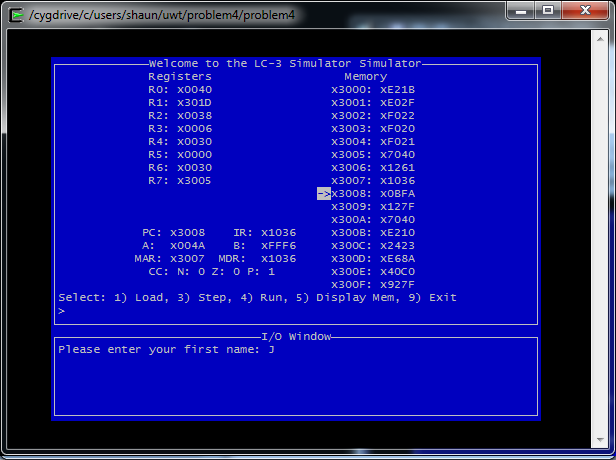 /cygdrive/c/users/shaun/uwt/problem4/problem4
Welcome to the LC-3 Simulator Simulator
Registers Memory
R0: x0040 x3000: xE21B
R1: x301D x3001: xE02F
R2: x0038 x3002: xF022
R3: x0006 x3003: xF020
R4: x0030 x3004: xF021
R5: x0000 x3005: x7040
R6: x0030 x3006: x1261
R7: x3005 x3007: x1036
->x3008: x0BFA
x3009: x127F
x300A: x7040
PC: x3008 IR: x1036 x300B: xE210
A: x004A B: xFFF6 x300C: x2423
MAR: x3007 MDR: x1036 x300D: xE68A
CC: N: 0 Z: 0 P: 1 x300E: x40C0
x300F: x927F
Select: 1) Load, 3) Step, 4) Run, 5) Display Mem, 9) Exit
>
I/O Window
Please enter your first name: J